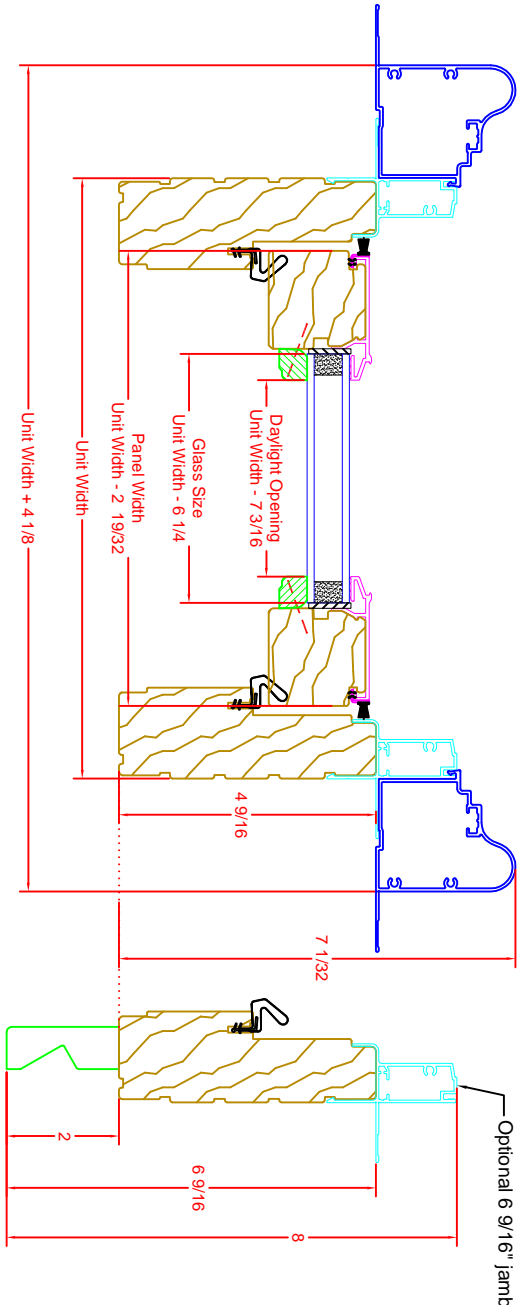 Optional 6 9/16" jamb
Daylight Opening
Unit Width - 7 3/16
Glass Size
Unit Width - 6 1/4
Panel Width
Unit Width - 2 19/32
Unit Width
Unit Width + 4 1/8
4 9/16
7 1/32
2
6 9/16
8